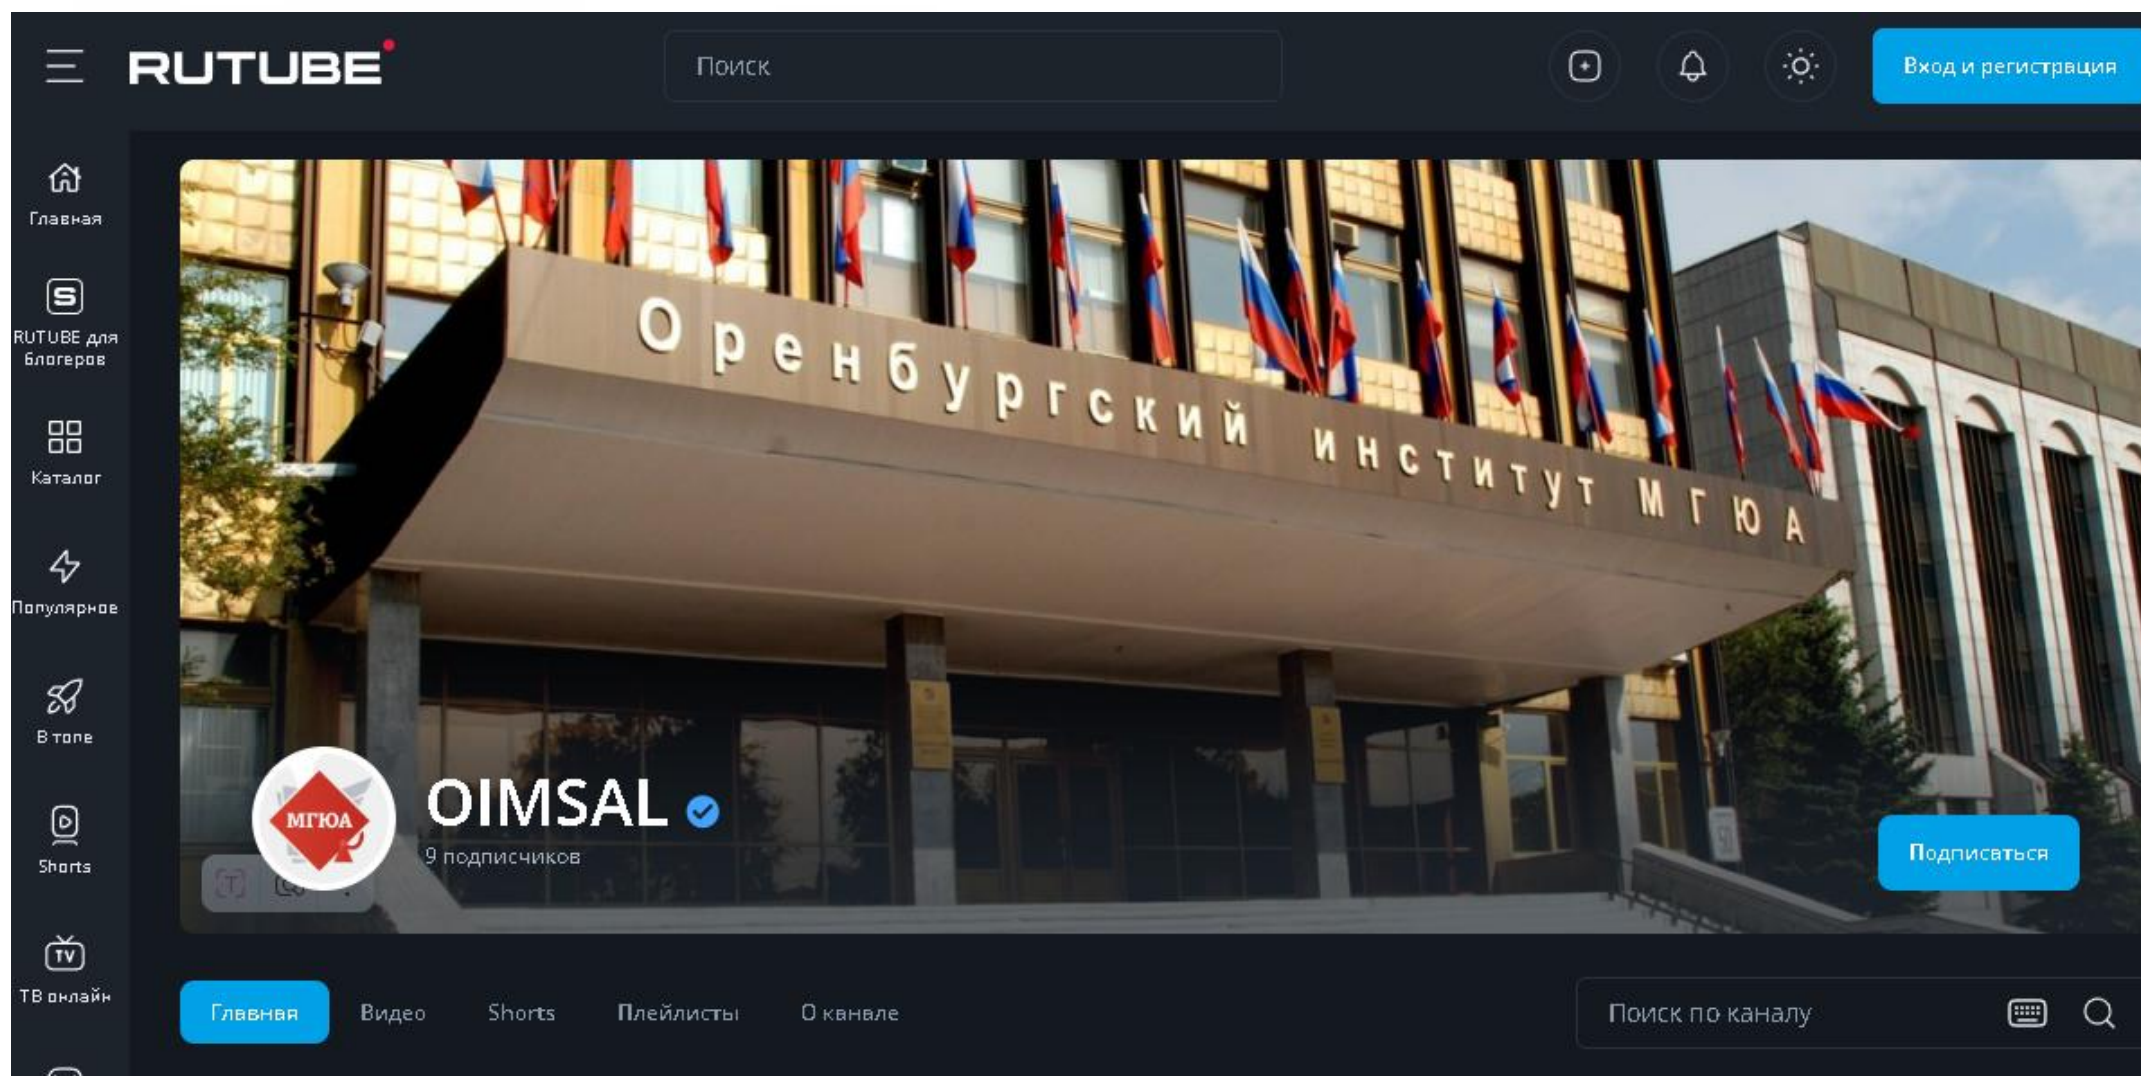 RUTUBE
Поиск
Вход и регистрация
Главная
RUTUBE для
блогеров
Каталог
Популярное
В топе
Shorts
ТВ онлайн
Оренбургский институт МГЮА
МГЮА
OIMSAL
9 подписчиков
Подписаться
Главная
Видео
Shorts
Плейлисты
О канале
Поиск по каналу